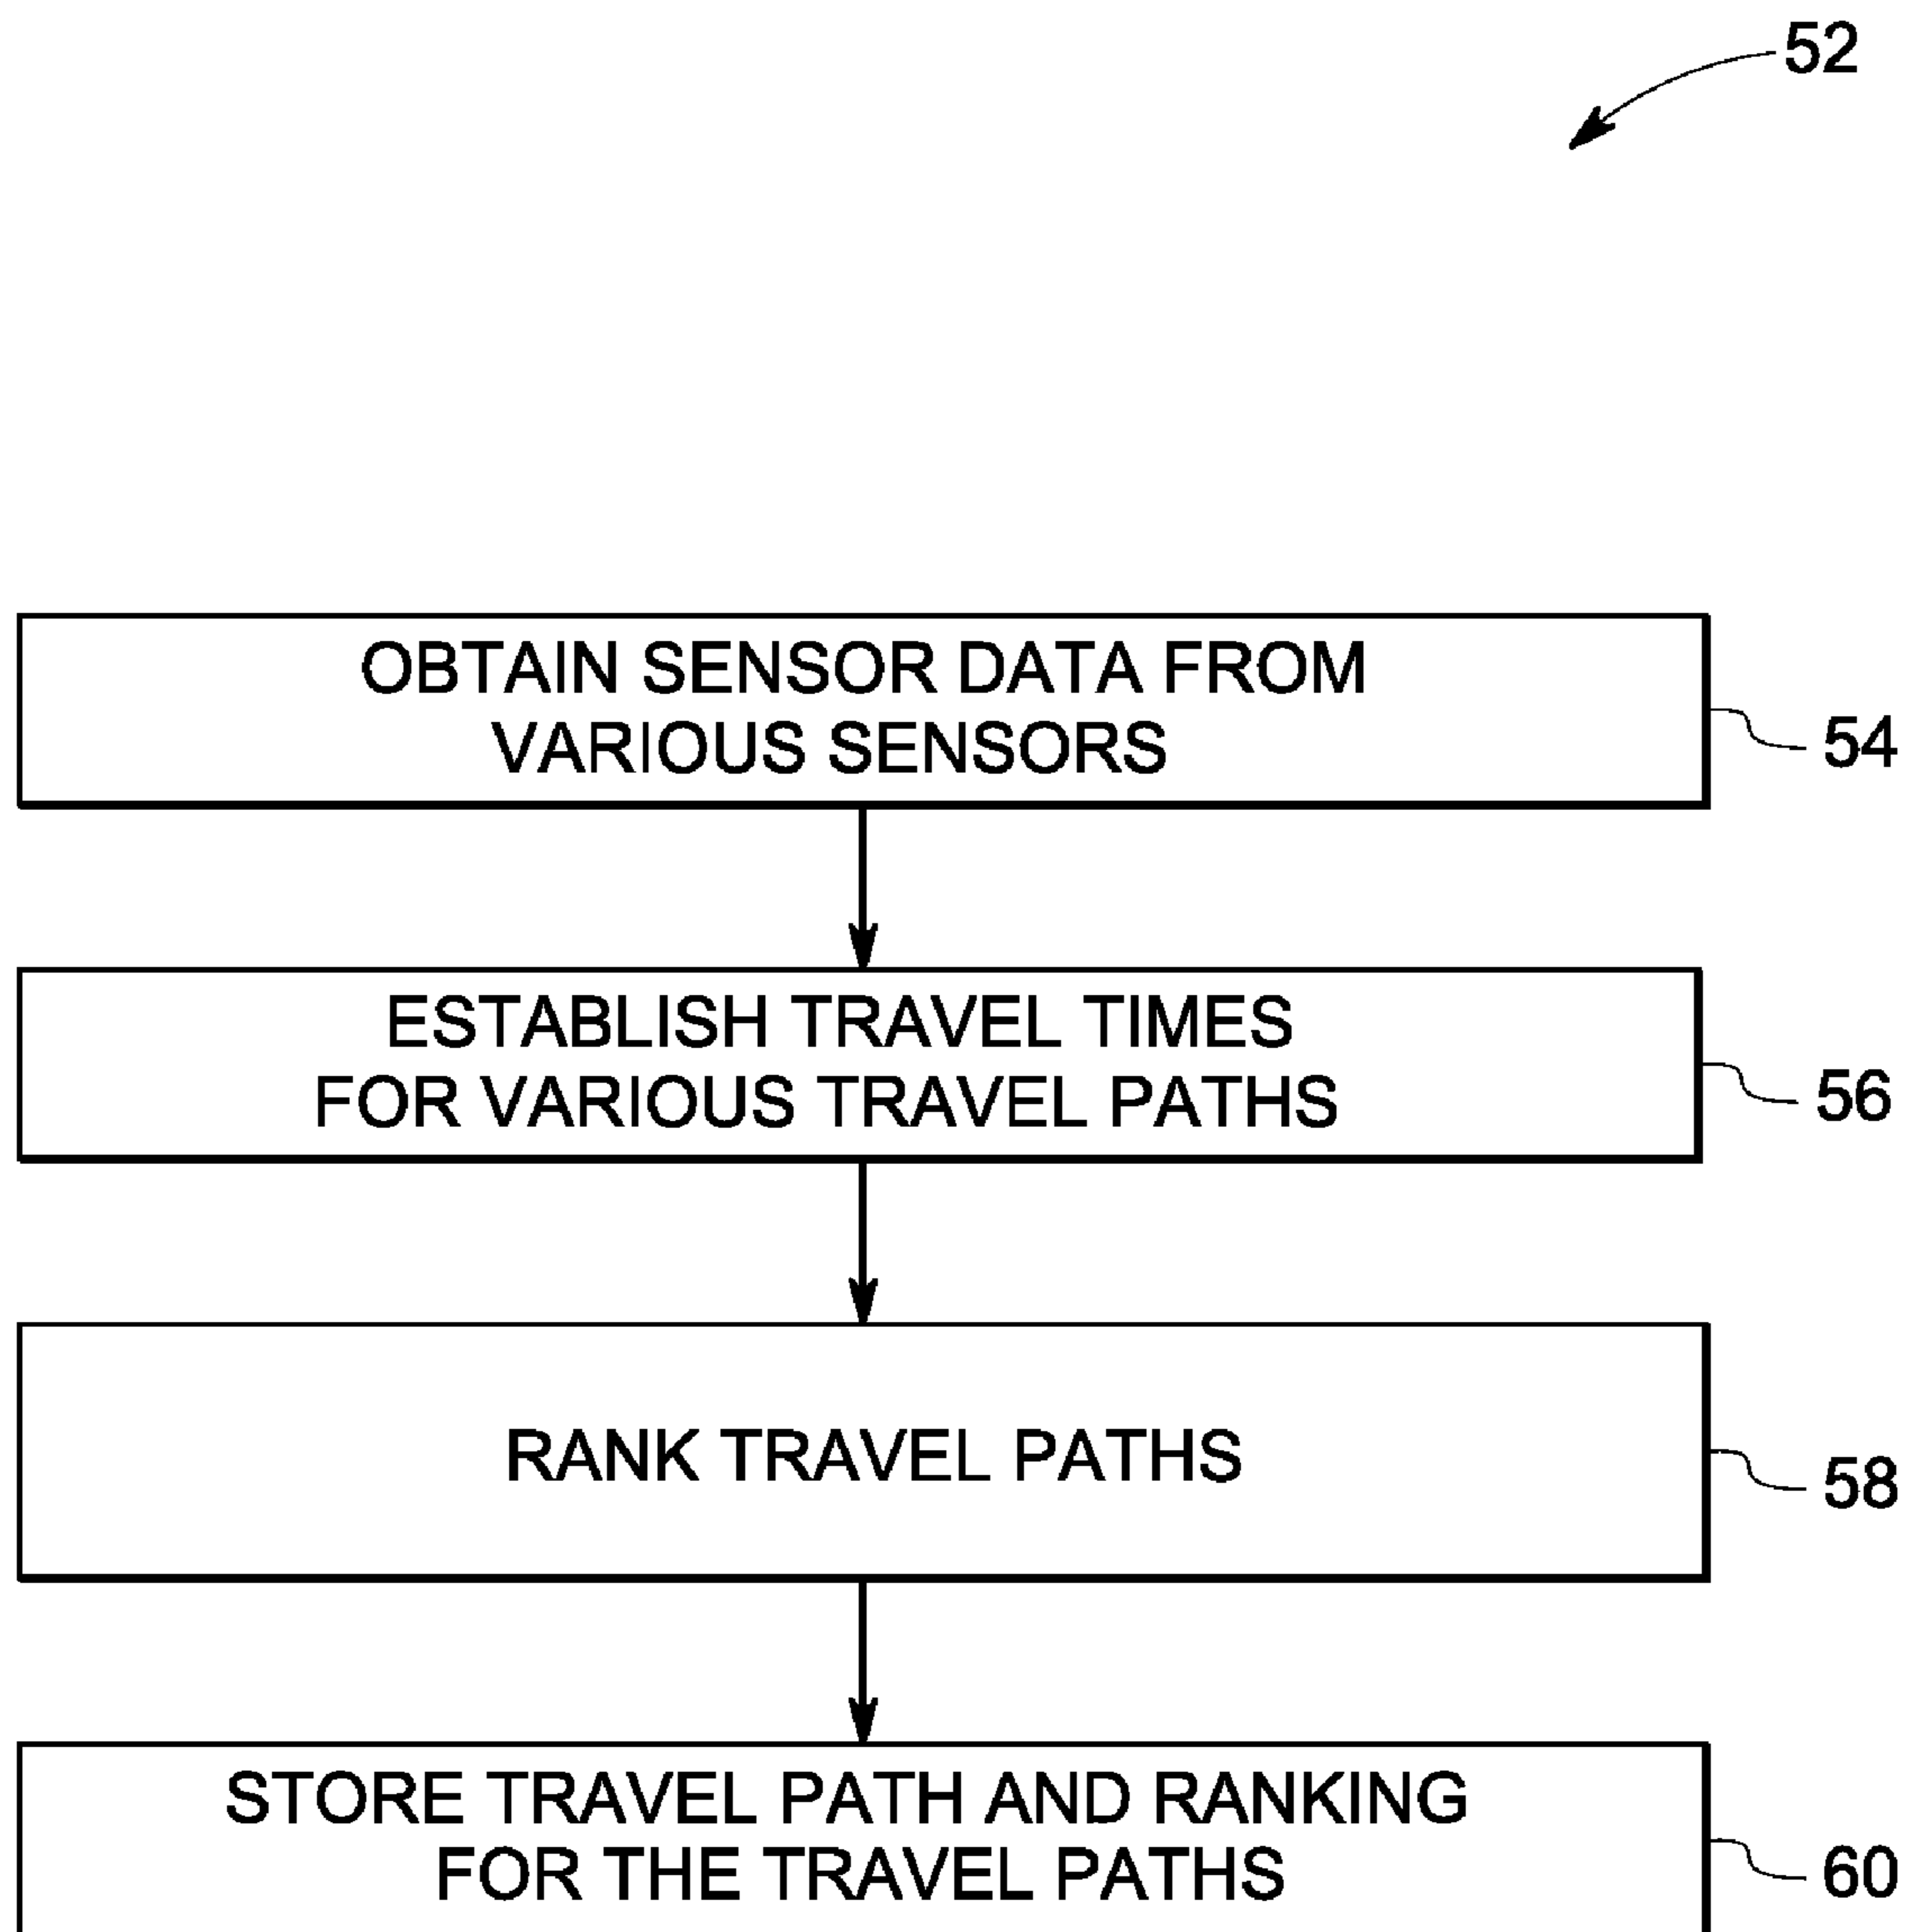 52
OBTAIN SENSOR DATA FROM
VARIOUS SENSORS
54
ESTABLISH TRAVEL TIMES
FOR VARIOUS TRAVEL PATHS
56
RANK TRAVEL PATHS
58
STORE TRAVEL PATH AND RANKING
FOR THE TRAVEL PATHS
60